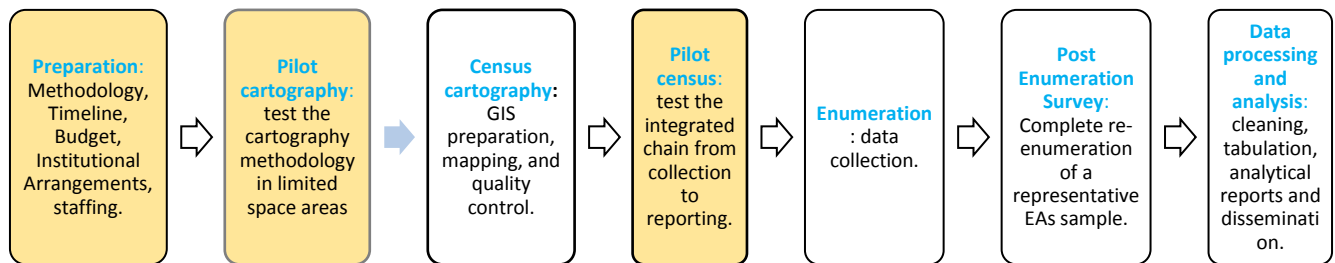 Preparation:
Methodology,
Timeline,
Budget,
Institutional
Arrangements,
staffing.
Pilot
cartography:
test the
cartography
methodology
in limited
space areas
Census
cartography:
GIS
preparation,
mapping, and
quality
control.
Pilot
census:
test the
integrated
chain from
collection
to
reporting.
Enumeration
: data
collection.
Post
Enumeration
Survey:
Complete re-
enumeration
of a
representative
EAs sample.
Data
processing
and
analysis:
cleaning,
tabulation,
analytical
reports and
disseminati
on.